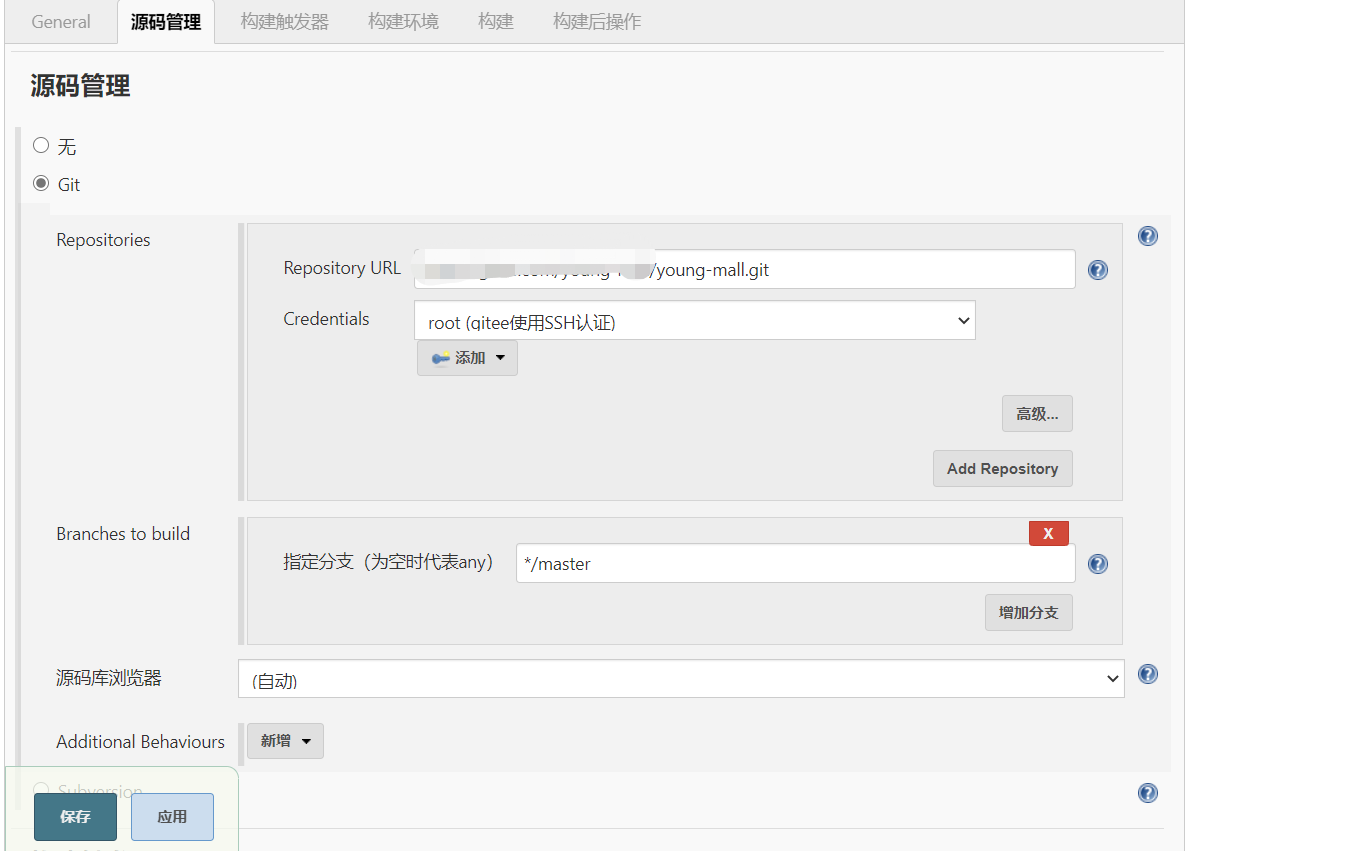 General 源码管理 构建触发器 构建环境 构建 构建后操作
源码管理
无
Git
Repositories
Repository URL /young-mall.git
Credentials root (gitee使用SSH认证)
添加
高级...
Add Repository
Branches to build
X
指定分支（为空时代表any） */master
增加分支
源码库浏览器 (自动)
Additional Behaviours 新增
Subversion
保存 应用